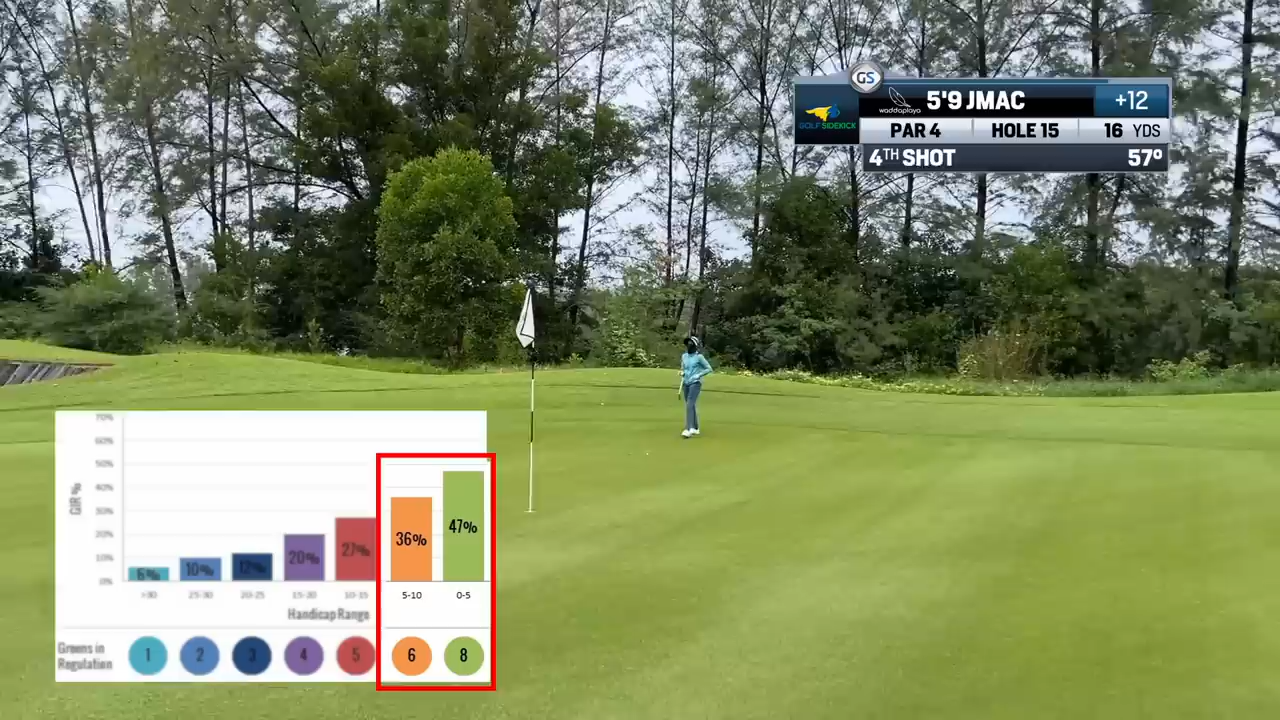 GS
waddaplaya 5'9 JMAC +12
GOLF SIDEKICK
PAR 4 HOLE 15 16 YDS
4TH SHOT 57º
70%
60%
50%
40%
30%
20%
10%
0%
GIR %
6% 10% 12% 20% 27% 36% 47%
>30 25-30 20-25 15-20 10-15 5-10 0-5
Handicap Range
Greens in
Regulation
1 2 3 4 5 6 8